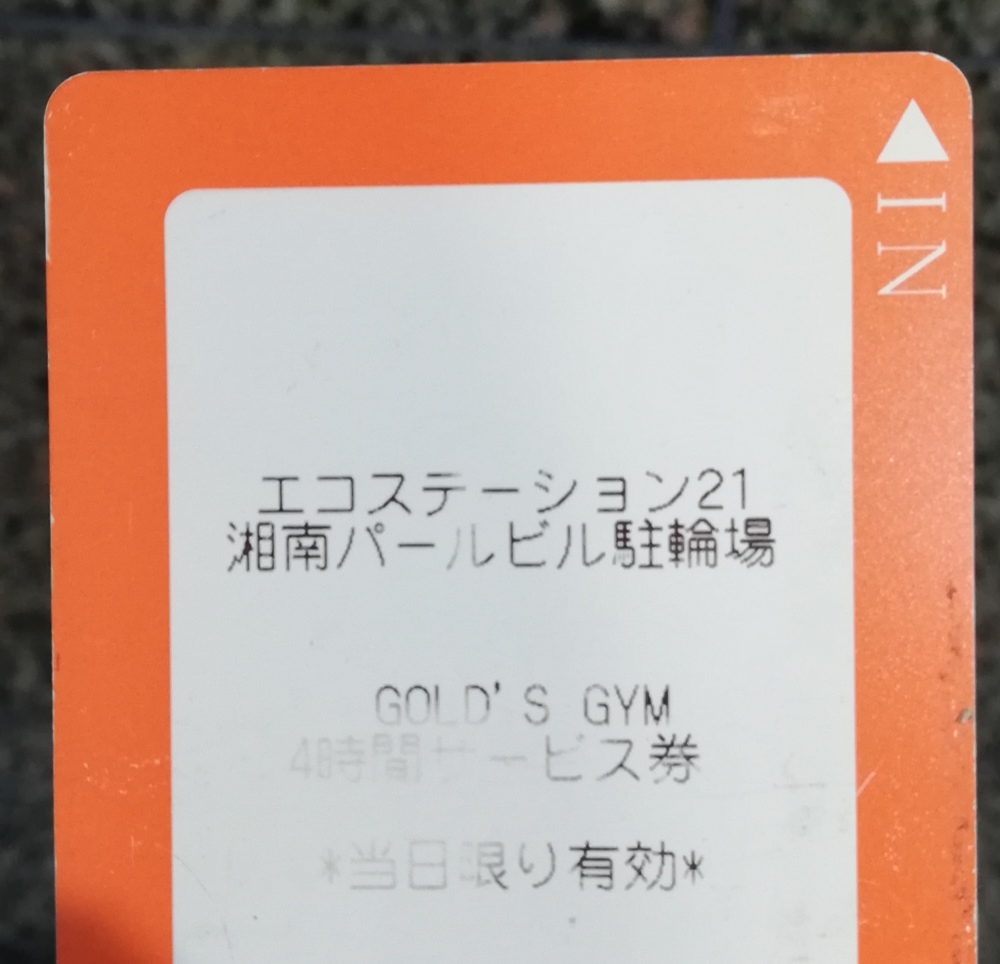 ▲IN
エコステーション21
湘南パールビル駐輪場
GOLD'S GYM
4時間サービス券
*当日限り有効*